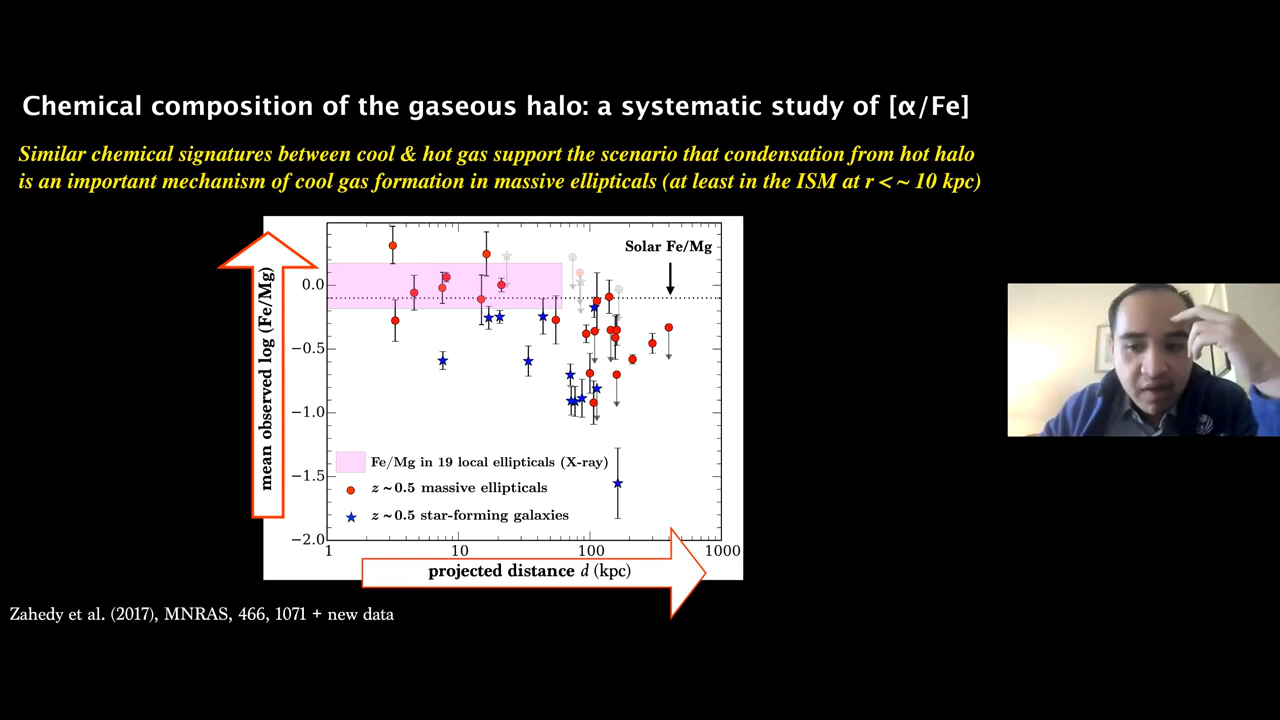 Chemical composition of the gaseous halo: a systematic study of [α/Fe]
Similar chemical signatures between cool & hot gas support the scenario that condensation from hot halo
is an important mechanism of cool gas formation in massive ellipticals (at least in the ISM at r < ~ 10 kpc)
mean observed log (Fe/Mg)
0.0
−0.5
−1.0
−1.5
−2.0
Solar Fe/Mg
Fe/Mg in 19 local ellipticals (X-ray)
z ~ 0.5 massive ellipticals
z ~ 0.5 star-forming galaxies
1 10 100 1000
projected distance d (kpc)
Zahedy et al. (2017), MNRAS, 466, 1071 + new data